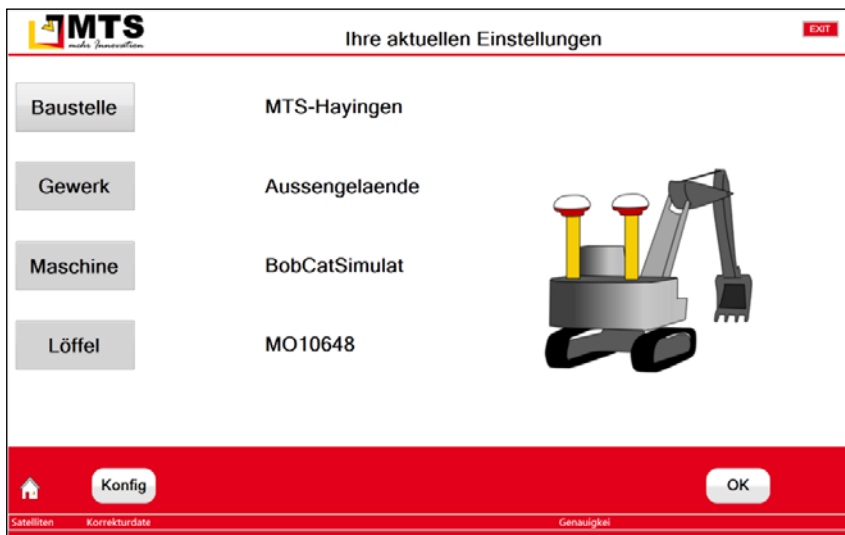 MTS
mehr Innovation
Ihre aktuellen Einstellungen
EXIT
Baustelle
MTS-Hayingen
Gewerk
Aussengelaende
Maschine
BobCatSimulat
Löffel
MO10648
Konfig
OK
Satelliten
Korrekturdate
Genauigkei